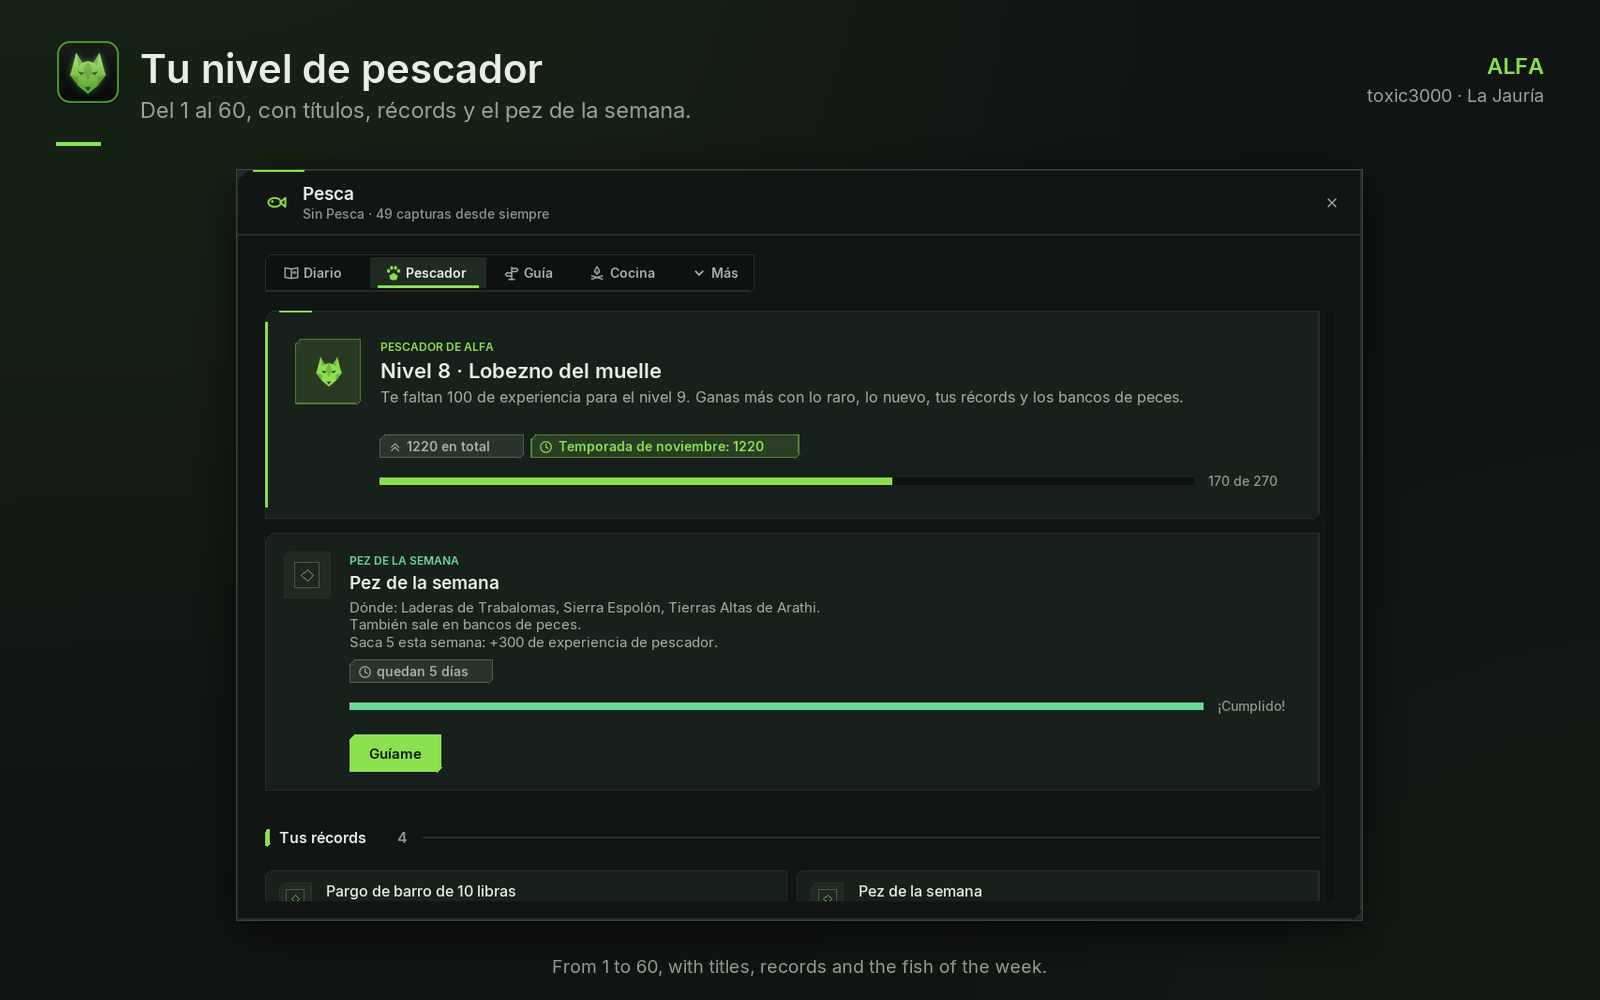 Tu nivel de pescador
Del 1 al 60, con títulos, récords y el pez de la semana.
ALFA
toxic3000 · La Jauría
Pesca
Sin Pesca · 49 capturas desde siempre
Diario
Pescador
Guía
Cocina
Más
PESCADOR DE ALFA
Nivel 8 · Lobezno del muelle
Te faltan 100 de experiencia para el nivel 9. Ganas más con lo raro, lo nuevo, tus récords y los bancos de peces.
1220 en total
Temporada de noviembre: 1220
170 de 270
PEZ DE LA SEMANA
Pez de la semana
Dónde: Laderas de Trabalomas, Sierra Espolón, Tierras Altas de Arathi.
También sale en bancos de peces.
Saca 5 esta semana: +300 de experiencia de pescador.
quedan 5 días
¡Cumplido!
Guíame
Tus récords 4
Pargo de barro de 10 libras
Pez de la semana
From 1 to 60, with titles, records and the fish of the week.